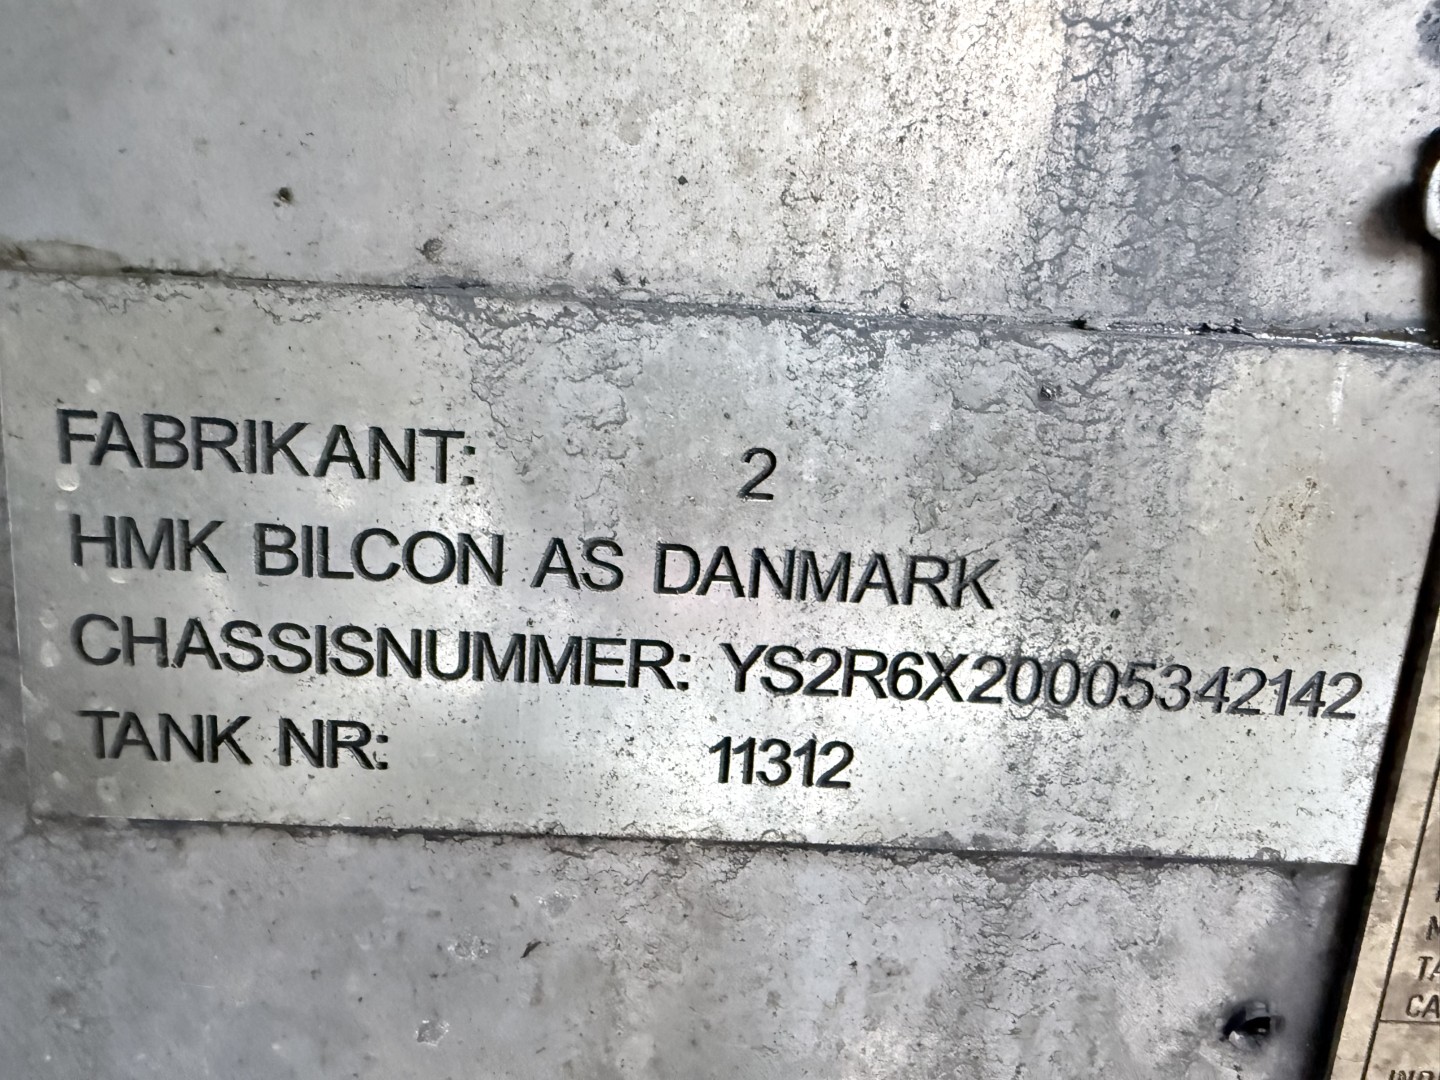 FABRIKANT: 2
HMK BILCON AS DANMARK
CHASSISNUMMER: YS2R6X20005342142
TANK NR: 11312